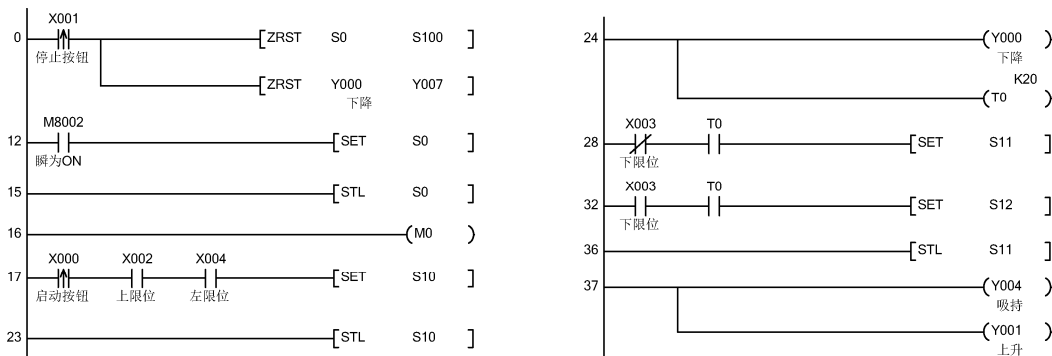 X001
0 [ZRST S0 S100 ]
停止按钮
[ZRST Y000 Y007 ]
下降
M8002
12 [SET S0 ]
瞬为ON
15 [STL S0 ]
16 (M0 )
X000 X002 X004
17 [SET S10 ]
启动按钮 上限位 左限位
23 [STL S10 ]
24 (Y000 )
下降
K20
(T0 )
X003 T0
28 [SET S11 ]
下限位
X003 T0
32 [SET S12 ]
下限位
36 [STL S11 ]
37 (Y004 )
吸持
(Y001 )
上升